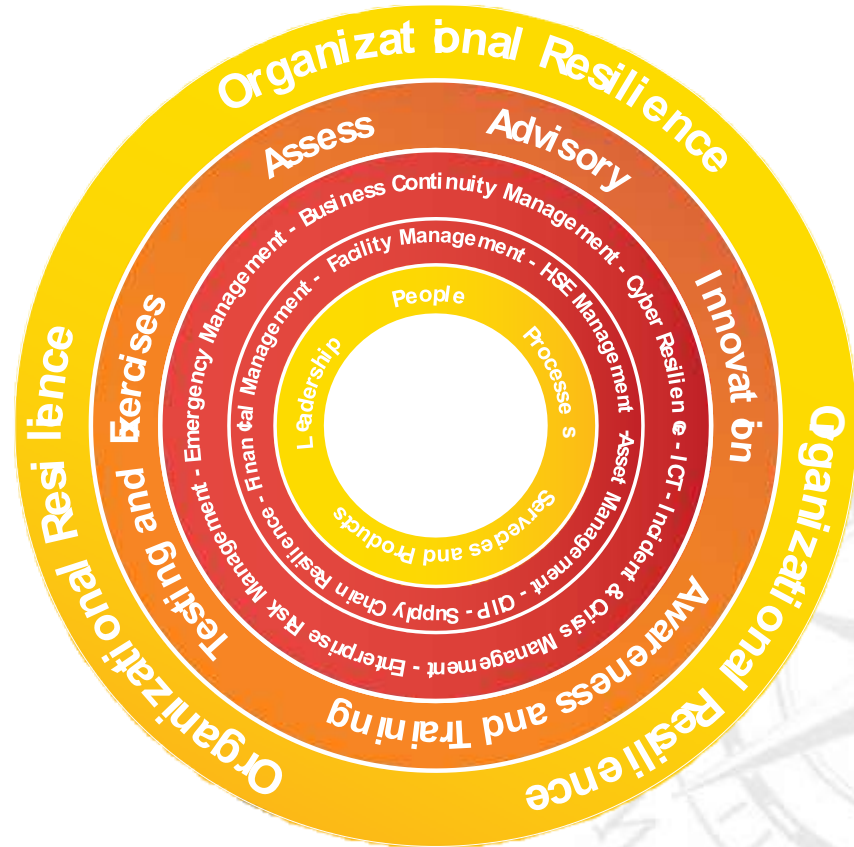 Organizational Resilience
Organizational Resilience
Organizational Resilience
Assess
Advisory
Innovation
Awareness and Training
Testing and Exercises
Business Continuity Management - Cyber Resilience - ICT - Incident & Crisis Management - Enterprise Risk Management - Emergency Management -
Facility Management - HSE Management - Asset Management - CIP - Supply Chain Resilience - Financial Management -
People
Processes
Servecies and Products
Leadership